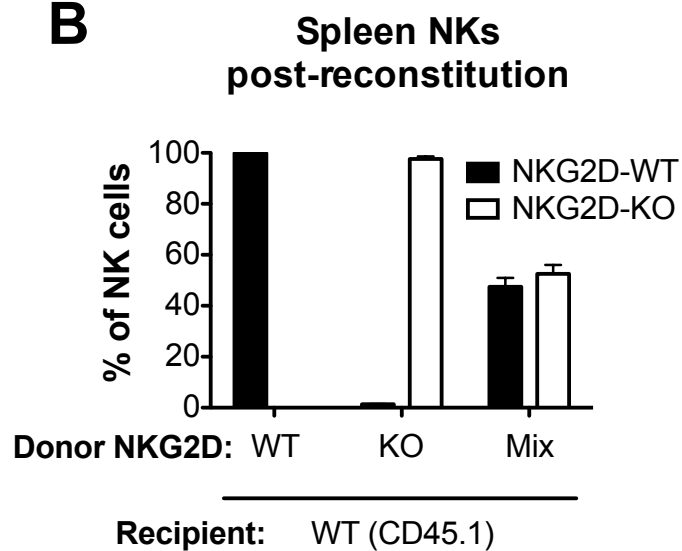 B
Spleen NKs
post-reconstitution
% of NK cells
100
80
60
40
20
0
NKG2D-WT
NKG2D-KO
Donor NKG2D: WT KO Mix
Recipient: WT (CD45.1)